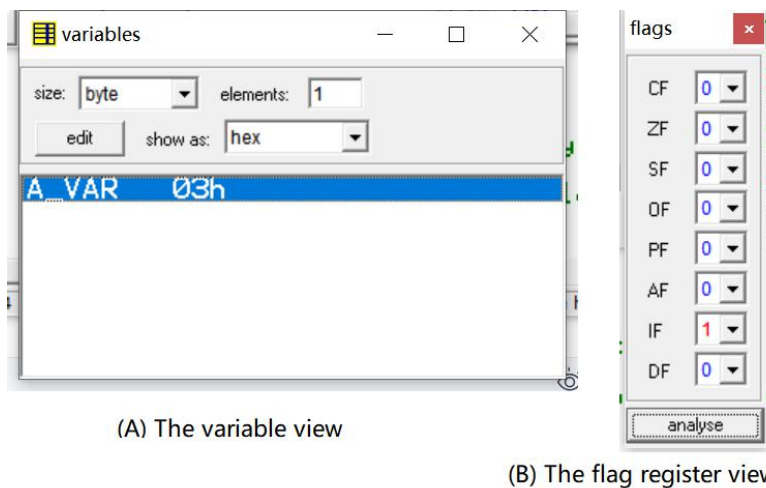 variables
size: byte elements: 1
edit show as: hex
A_VAR 03h
(A) The variable view
flags
CF 0
ZF 0
SF 0
OF 0
PF 0
AF 0
IF 1
DF 0
analyse
(B) The flag register view